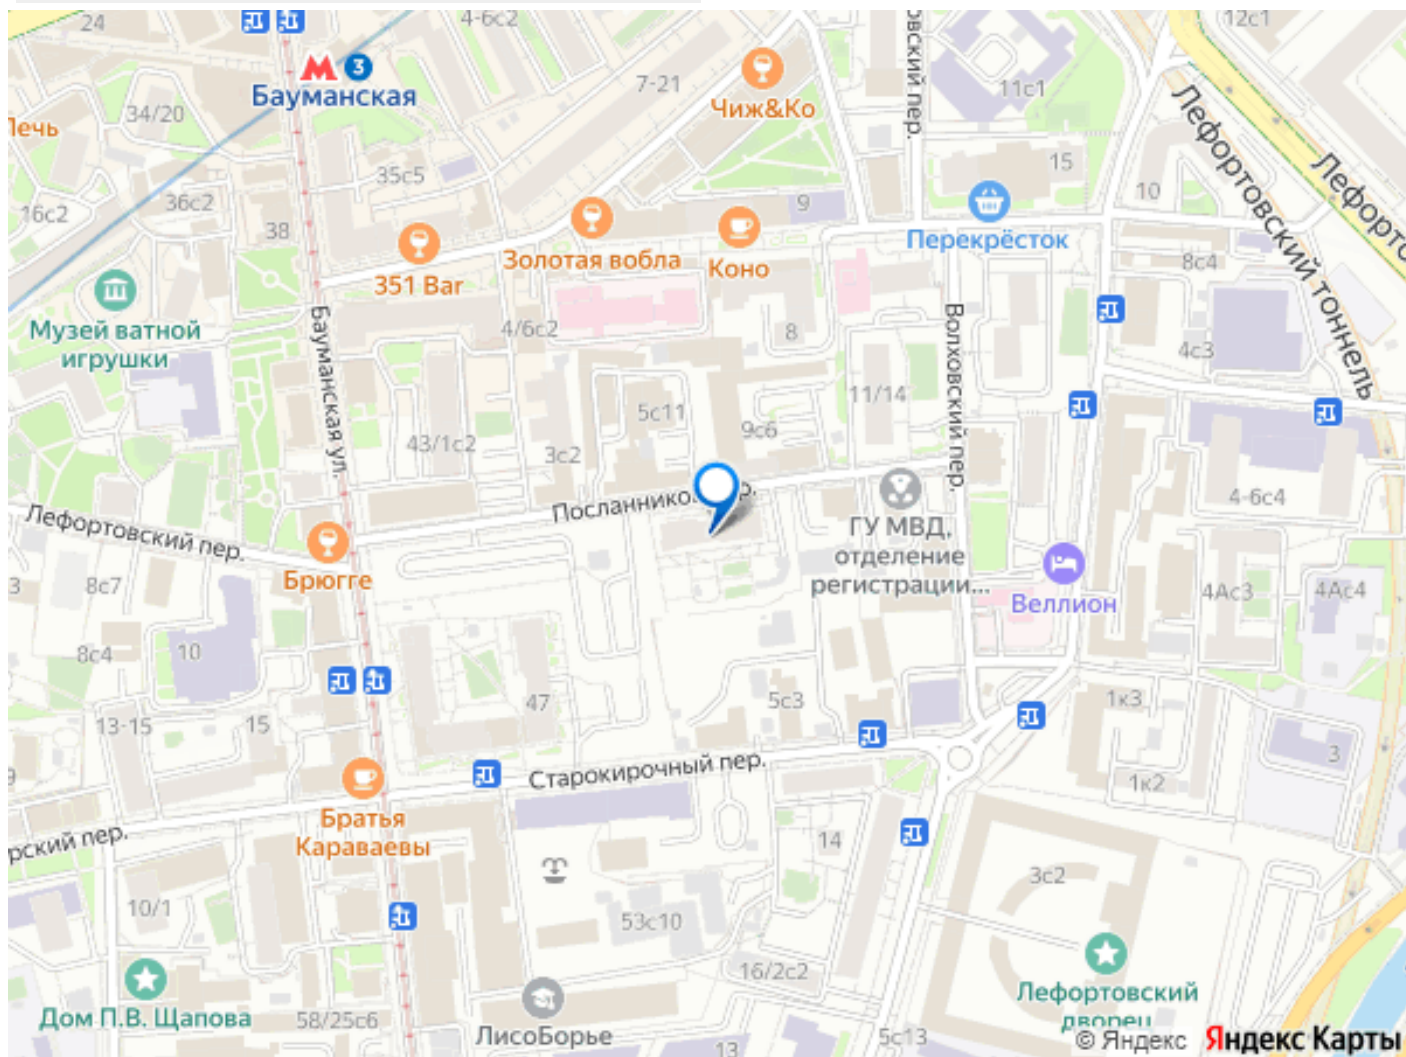 24
4-6с2
12с1
3
Бауманская
7-21
Чиж&Ко
11с1
34/20
35с5
15
10
36с2
16с2
38
9
351 Bar
Золотая вобла
Коно
Перекрёсток
8с4
Лефортовский тоннель
Музей ватной
игрушки
Бауманская ул.
4/6с2
8
Волховский пер.
4с3
11/14
5с11
43/1с2
3с2
9с6
4-6с4
Лефортовский пер.
Брюгге
ГУ МВД,
отделение
регистрации...
Веллион
4Ас3
4Ас4
3
8с7
8с4
10
13-15
15
47
5с3
1к3
3
1к2
9
Старокирочный пер.
Братья
Караваевы
14
3с2
10/1
53с10
16/2с2
Дом П.В. Щапова
58/25с6
ЛисоБорье
13
5с13
Лефортовский
дворец
© Яндекс Яндекс Карты